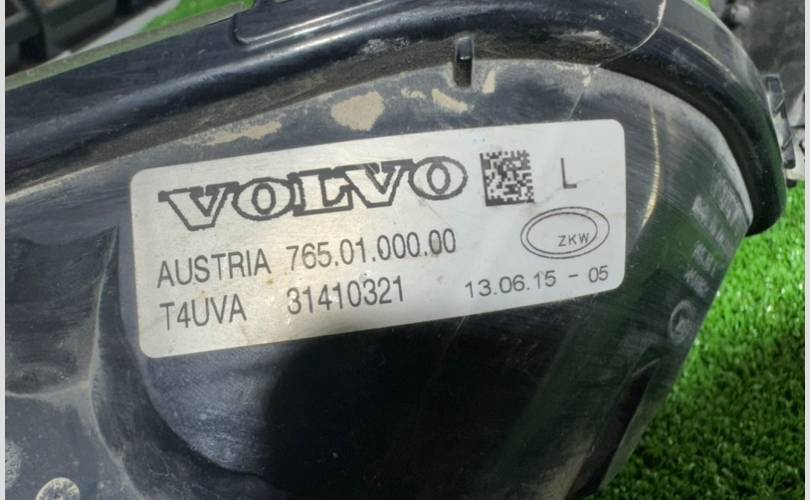 VOLVO L
ZKW
AUSTRIA 765.01.000.00
T4UVA 31410321 13.06.15 - 05